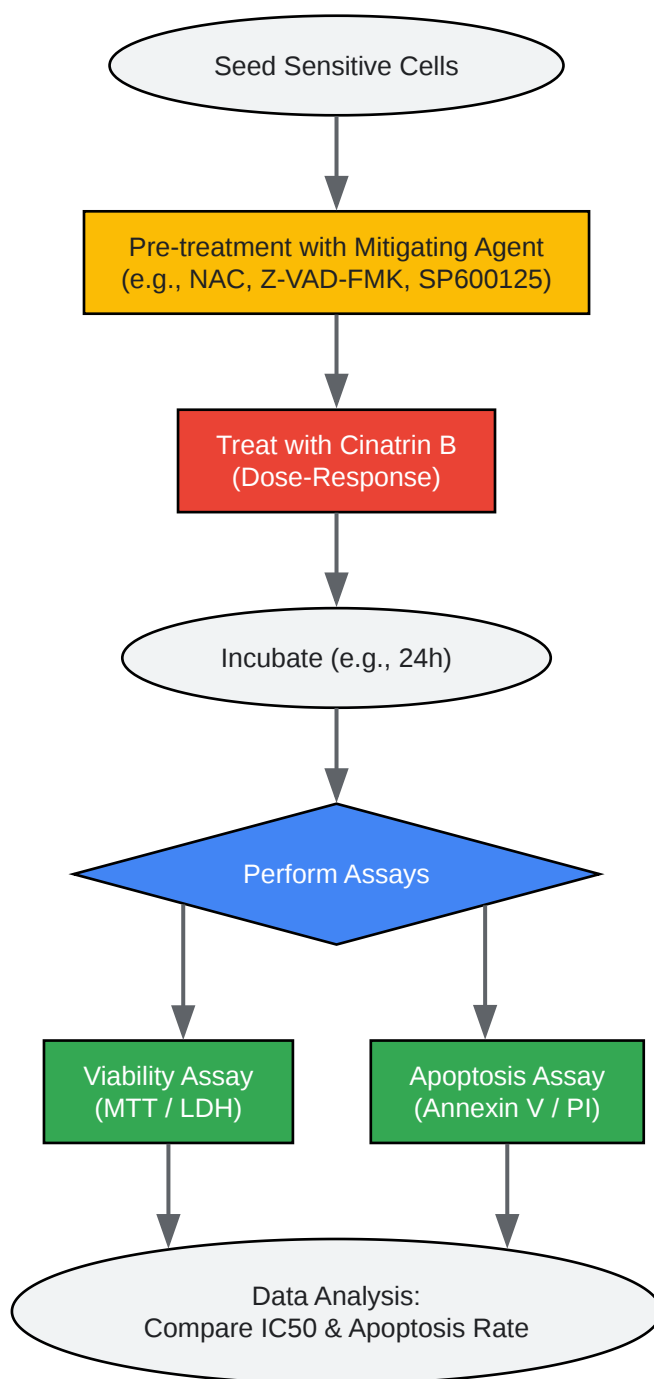 Seed Sensitive Cells
Pre-treatment with Mitigating Agent
(e.g., NAC, Z-VAD-FMK, SP600125)
Treat with Cinatrin B
(Dose-Response)
Incubate (e.g., 24h)
Perform Assays
Viability Assay
(MTT / LDH)
Apoptosis Assay
(Annexin V / PI)
Data Analysis:
Compare IC50 & Apoptosis Rate